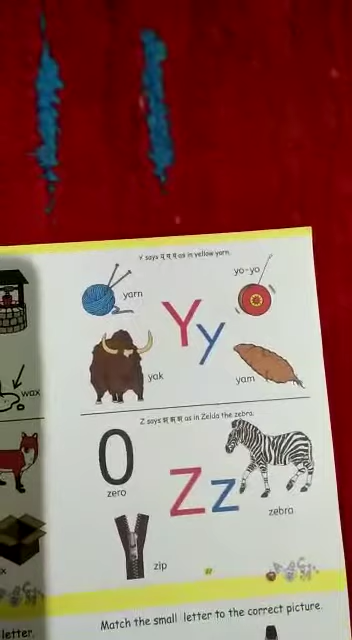 Y says य् य् य् as in yellow yarn.
yarn
yo-yo
Yy
yak
yam
wax
Z says ज़ ज़ ज़ as in Zelda the zebra.
0
zero
Zz
zebra
zip
x
letter.
Match the small letter to the correct picture.